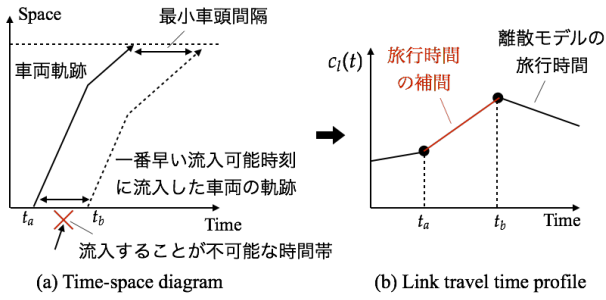 Space
最小車頭間隔
車両軌跡
一番早い流入可能時刻
に流入した車両の軌跡
t_a
t_b
Time
流入することが不可能な時間帯
(a) Time-space diagram
c_l(t)
旅行時間
の補間
離散モデルの
旅行時間
t_a
t_b
Time
(b) Link travel time profile